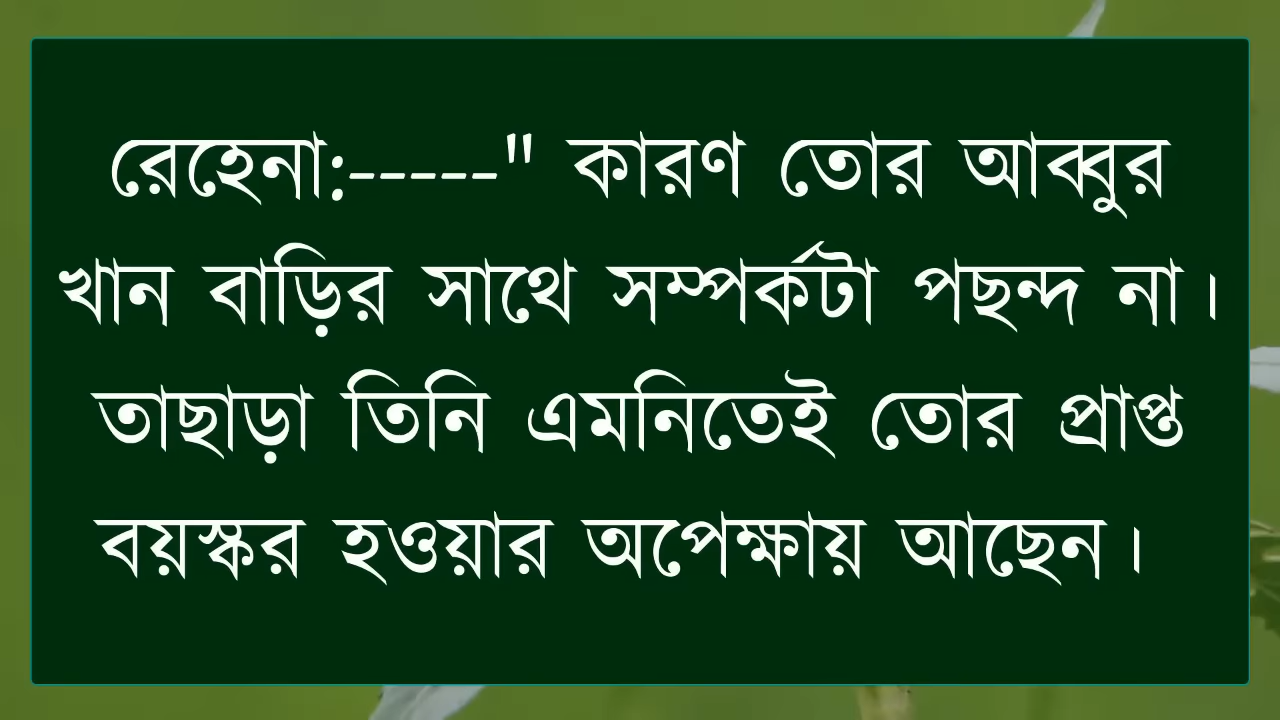 রেহেনা:-----" কারণ তোর আব্বুর
খান বাড়ির সাথে সম্পর্কটা পছন্দ না।
তাছাড়া তিনি এমনিতেই তোর প্রাপ্ত
বয়স্কর হওয়ার অপেক্ষায় আছেন।